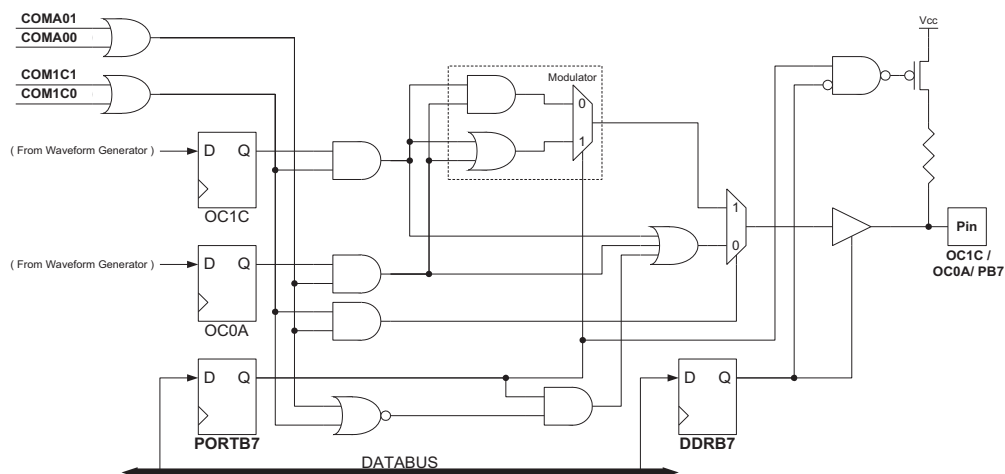 COMA01
COMA00
Vcc
COM1C1
COM1C0
Modulator
0
1
( From Waveform Generator )
D Q
OC1C
1
0
Pin
OC1C /
OC0A/ PB7
( From Waveform Generator )
D Q
OC0A
D Q
PORTB7
D Q
DDRB7
DATABUS